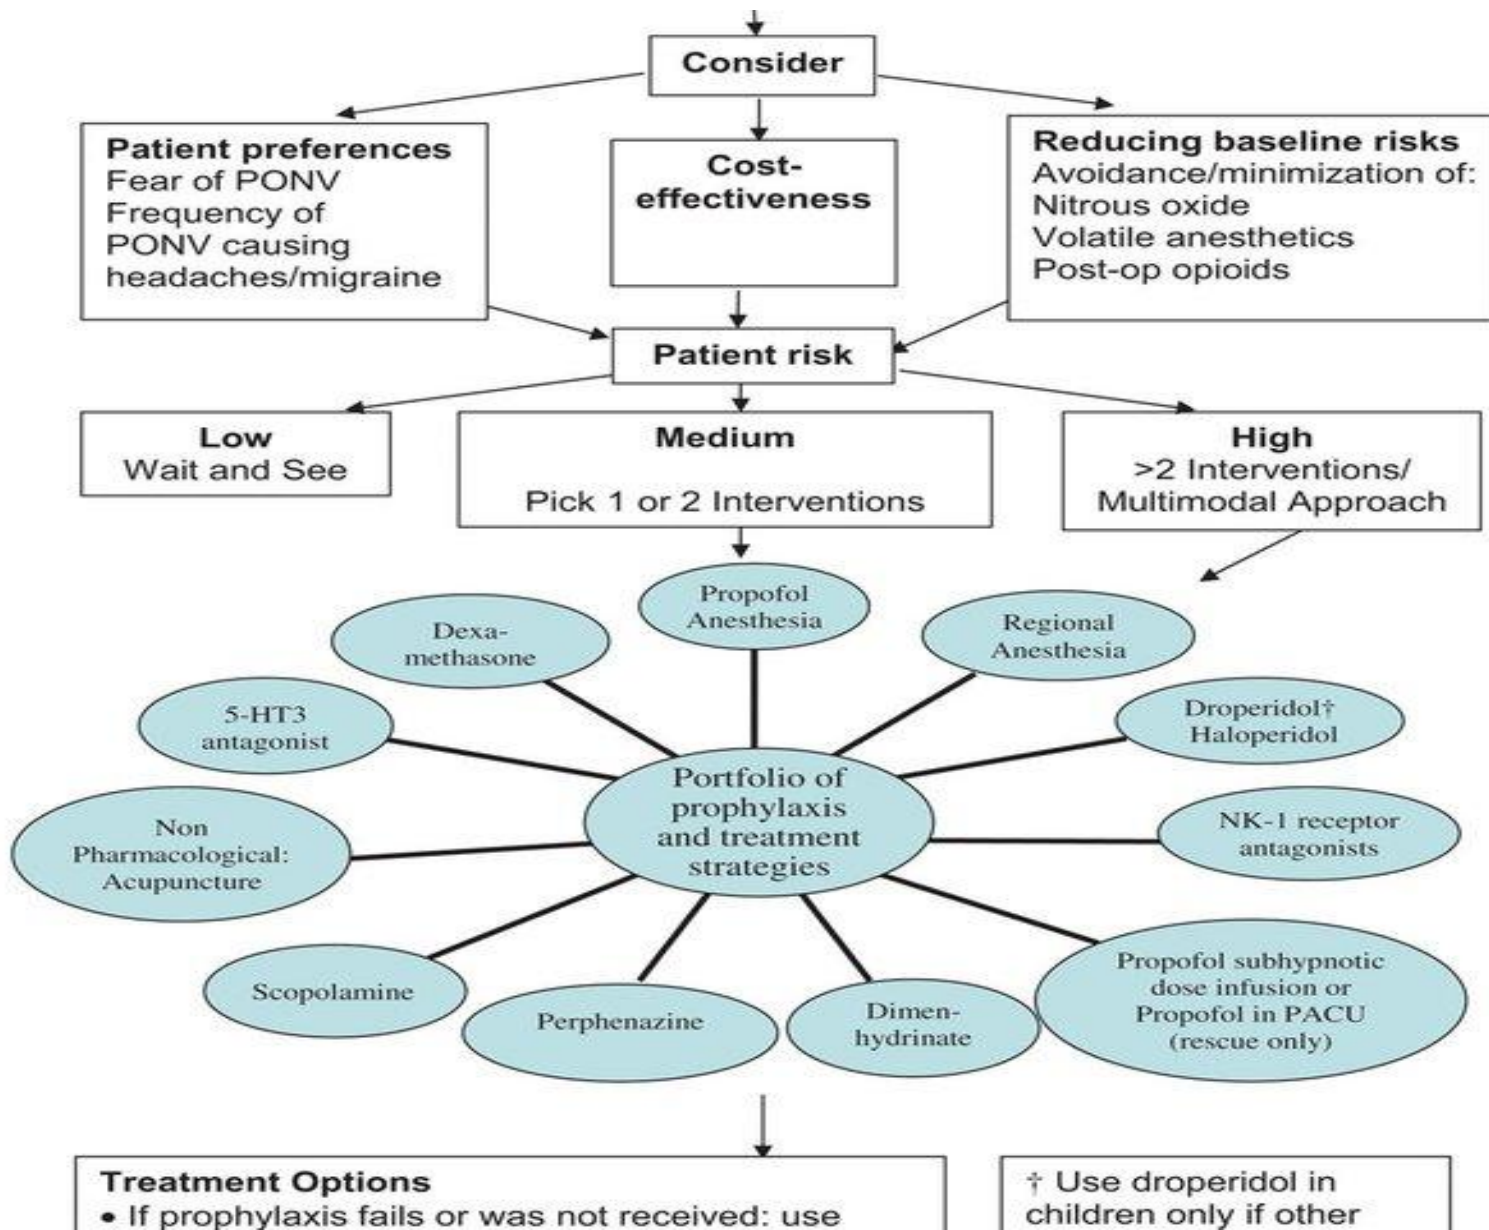 Consider
Patient preferences
Fear of PONV
Frequency of
PONV causing
headaches/migraine
Cost-
effectiveness
Reducing baseline risks
Avoidance/minimization of:
Nitrous oxide
Volatile anesthetics
Post-op opioids
Patient risk
Low
Wait and See
Medium
Pick 1 or 2 Interventions
High
>2 Interventions/
Multimodal Approach
Propofol
Anesthesia
Dexa-
methasone
Regional
Anesthesia
5-HT3
antagonist
Droperidol†
Haloperidol
Portfolio of
prophylaxis
and treatment
strategies
Non
Pharmacological:
Acupuncture
NK-1 receptor
antagonists
Scopolamine
Perphenazine
Dimen-
hydrinate
Propofol subhypnotic
dose infusion or
Propofol in PACU
(rescue only)
Treatment Options
• If prophylaxis fails or was not received: use
† Use droperidol in
children only if other